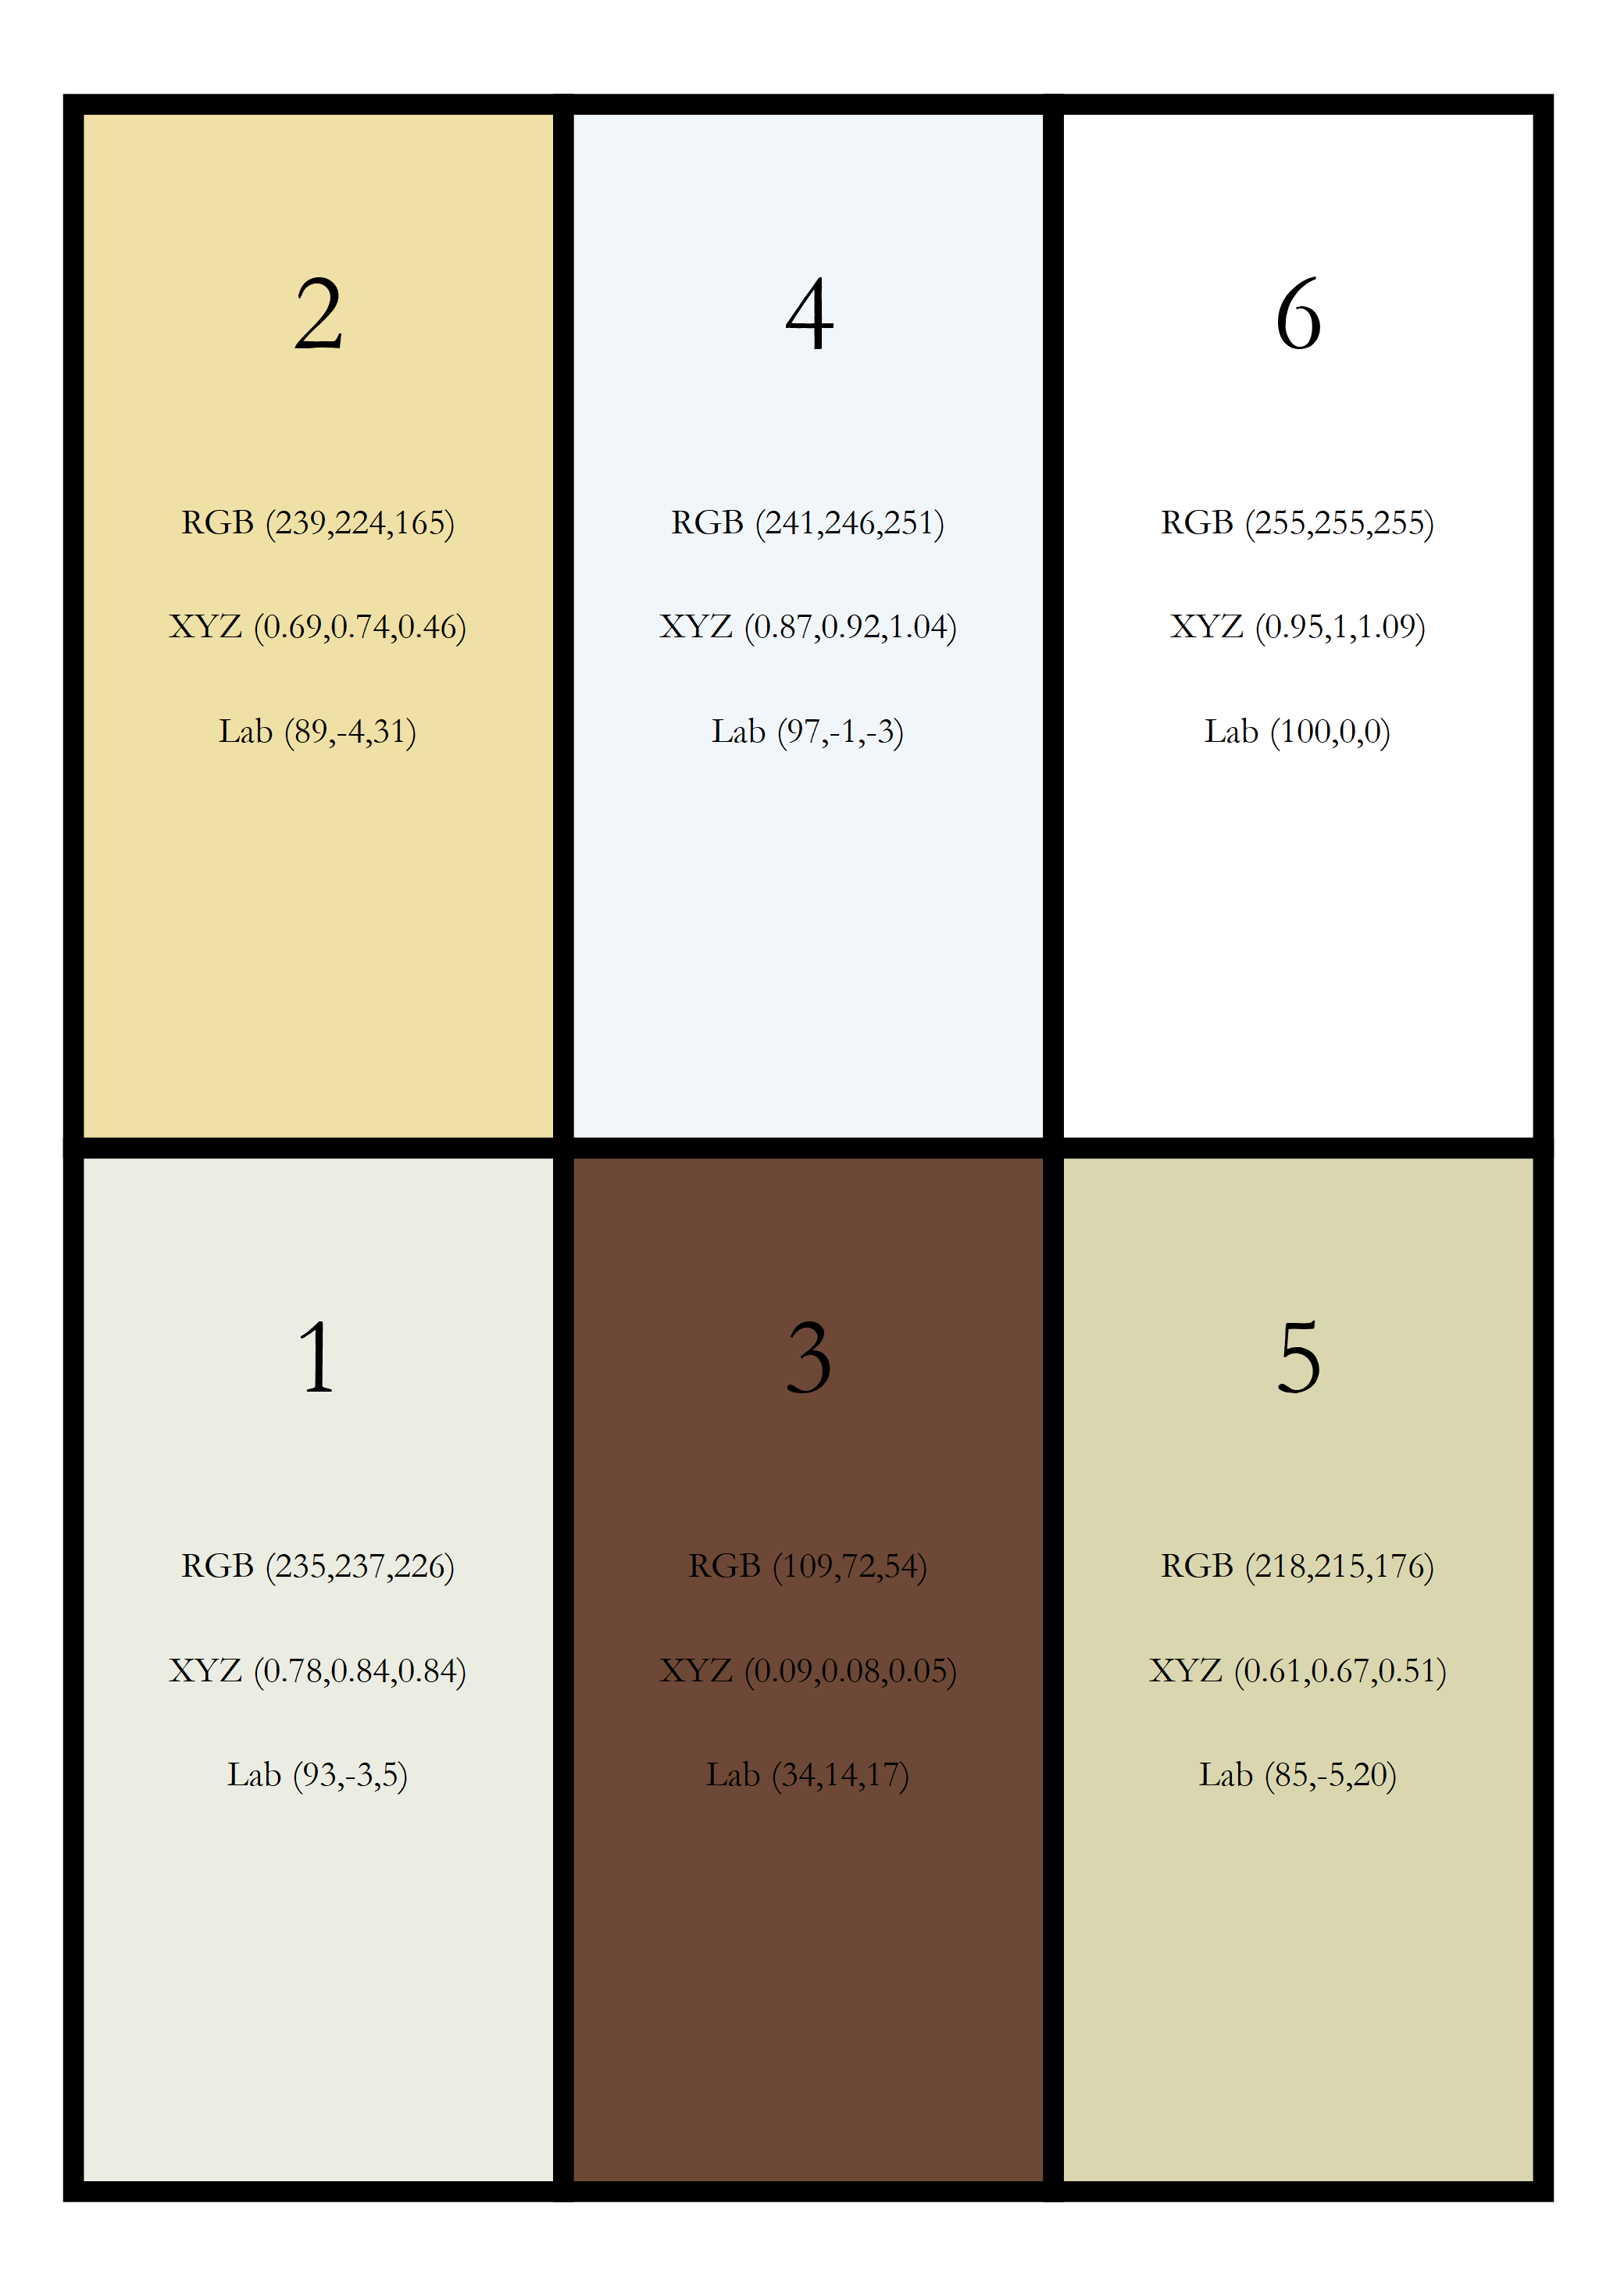 2
RGB (239,224,165)
XYZ (0.69,0.74,0.46)
Lab (89,-4,31)
4
RGB (241,246,251)
XYZ (0.87,0.92,1.04)
Lab (97,-1,-3)
6
RGB (255,255,255)
XYZ (0.95,1,1.09)
Lab (100,0,0)
1
RGB (235,237,226)
XYZ (0.78,0.84,0.84)
Lab (93,-3,5)
3
RGB (109,72,54)
XYZ (0.09,0.08,0.05)
Lab (34,14,17)
5
RGB (218,215,176)
XYZ (0.61,0.67,0.51)
Lab (85,-5,20)